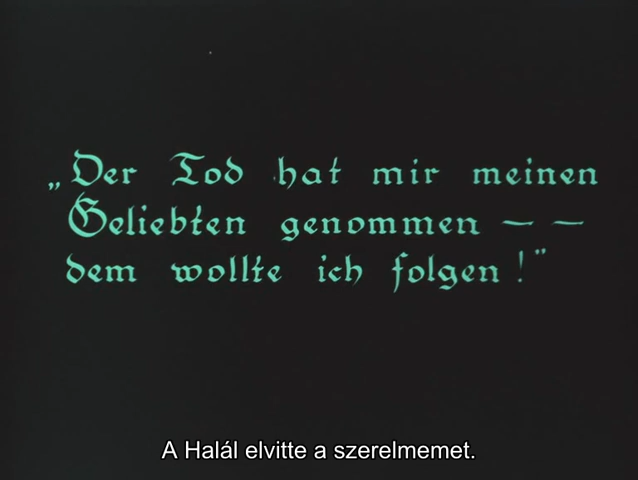 „Der Tod hat mir meinen
Geliebten genommen — —
dem wollte ich folgen!”
A Halál elvitte a szerelmemet.